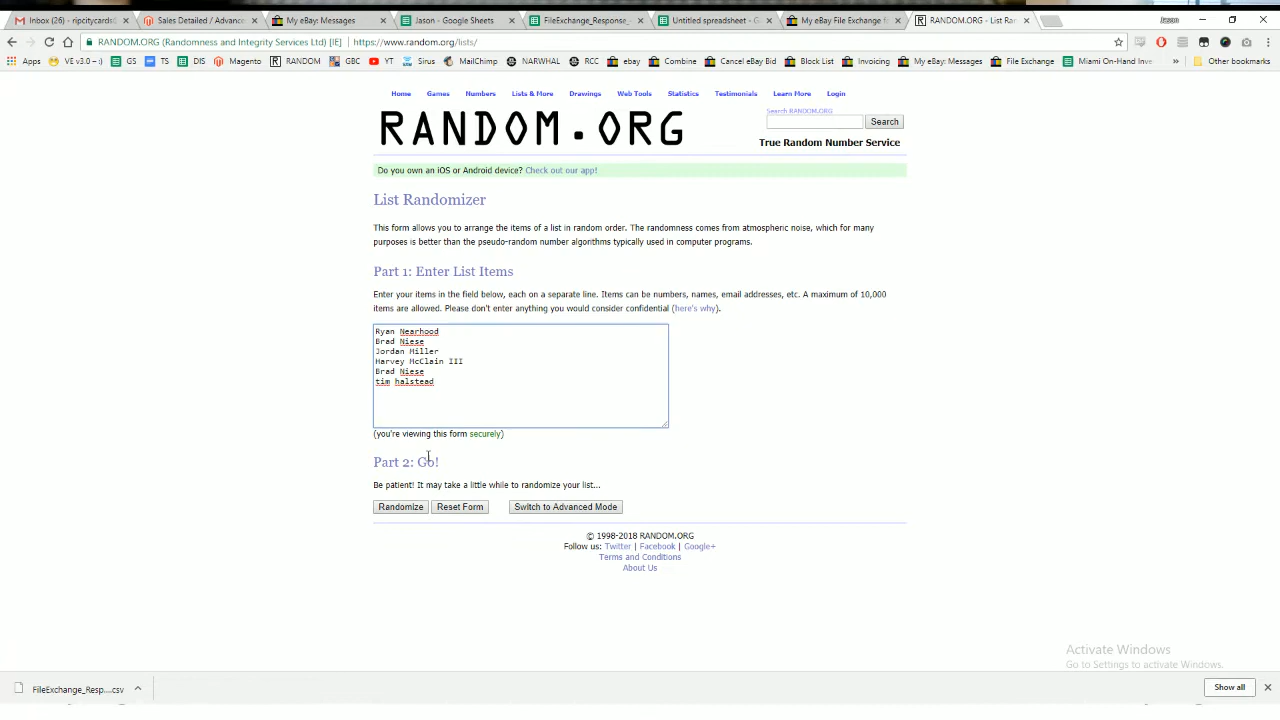 Inbox (26) - ripcitycards@
Sales Detailed / Advance
My eBay: Messages
Jason - Google Sheets
FileExchange_Response_
Untitled spreadsheet - G
My eBay File Exchange f
RANDOM.ORG - List Ran
RANDOM.ORG (Randomness and Integrity Services Ltd) [IE] https://www.random.org/lists/
Apps
VE v3.0 - :)
GS
TS
DIS
Magento
RANDOM
GBC
YT
Sirus
MailChimp
NARWHAL
RCC
ebay
Combine
Cancel eBay Bid
Block List
Invoicing
My eBay: Messages
File Exchange
Miami On-Hand Inve
»
Other bookmarks
Home Games Numbers Lists & More Drawings Web Tools Statistics Testimonials Learn More Login
RANDOM.ORG
Search RANDOM.ORG
Search
True Random Number Service
Do you own an iOS or Android device? Check out our app!
List Randomizer
This form allows you to arrange the items of a list in random order. The randomness comes from atmospheric noise, which for many
purposes is better than the pseudo-random number algorithms typically used in computer programs.
Part 1: Enter List Items
Enter your items in the field below, each on a separate line. Items can be numbers, names, email addresses, etc. A maximum of 10,000
items are allowed. Please don't enter anything you would consider confidential (here's why).
Ryan Nearhood
Brad Niese
Jordan Miller
Harvey McClain III
Brad Niese
tim halstead
(you're viewing this form securely)
Part 2: Go!
Be patient! It may take a little while to randomize your list...
Randomize Reset Form Switch to Advanced Mode
© 1998-2018 RANDOM.ORG
Follow us: Twitter | Facebook | Google+
Terms and Conditions
About Us
Activate Windows
Go to Settings to activate Windows.
FileExchange_Resp....csv
Show all